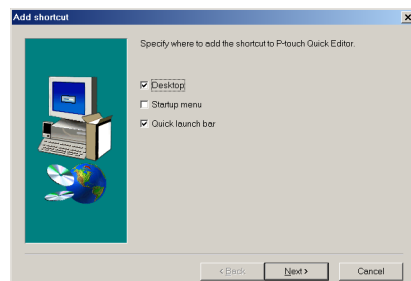 Add shortcut
Specify where to add the shortcut to P-touch Quick Editor.
Desktop
Startup menu
Quick launch bar
< Back
Next >
Cancel